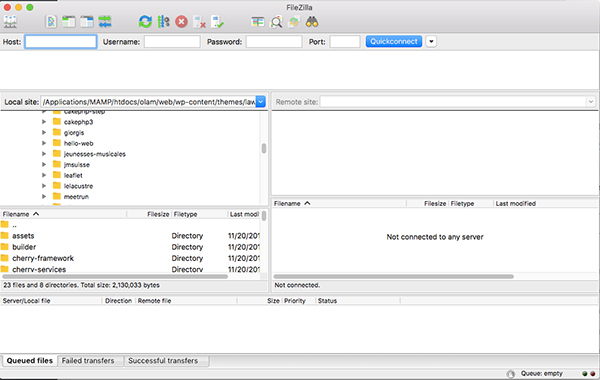 FileZilla
Host: Username: Password: Port: Quickconnect
Local site: /Applications/MAMP/htdocs/olam/web/wp-content/themes/law
Remote site:
cakephp-step
cakephp3
giorgis
hello-web
jeunesses-musicales
jmsuisse
leaflet
lelacustre
meetrun
Filename Filesize Filetype Last modif
..
assets Directory 11/20/201
builder Directory 11/20/201
cherry-framework Directory 11/20/201
cherry-services Directory 11/20/201
23 files and 8 directories. Total size: 2,130,033 bytes
Filename Filesize Filetype Last modified
Not connected to any server
Not connected.
Server/Local file Direction Remote file Size Priority Status
Queued files Failed transfers Successful transfers
Queue: empty